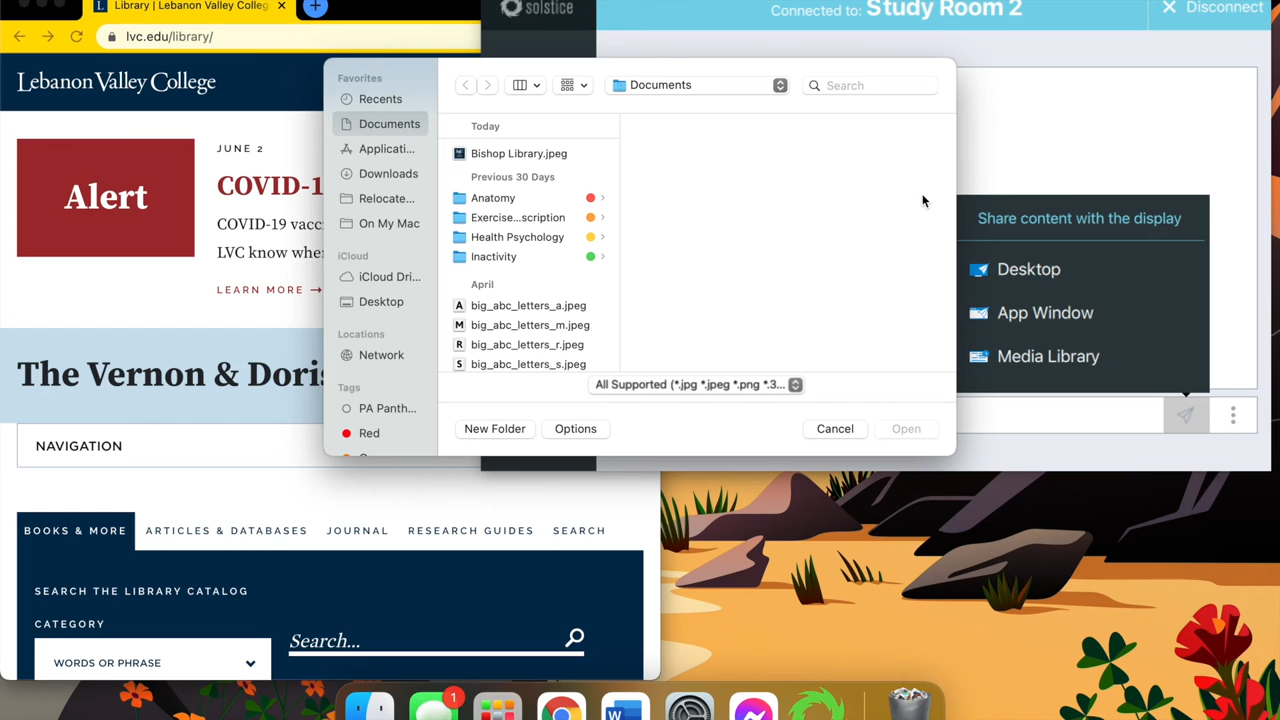 Library | Lebanon Valley Colleg
lvc.edu/library/
Lebanon Valley College
Alert
JUNE 2
COVID-1
COVID-19 vacc
LVC know whe
LEARN MORE →
The Vernon & Doris
NAVIGATION
BOOKS & MORE
ARTICLES & DATABASES
JOURNAL
RESEARCH GUIDES
SEARCH
SEARCH THE LIBRARY CATALOG
CATEGORY
WORDS OR PHRASE
Search...
solstice
Connected to: Study Room 2
Disconnect
Favorites
Recents
Documents
Applicati...
Downloads
Relocate...
On My Mac
iCloud
iCloud Dri...
Desktop
Locations
Network
Tags
PA Panth...
Red
Documents
Search
Today
Bishop Library.jpeg
Previous 30 Days
Anatomy
Exercise...scription
Health Psychology
Inactivity
April
big_abc_letters_a.jpeg
big_abc_letters_m.jpeg
big_abc_letters_r.jpeg
big_abc_letters_s.jpeg
All Supported (*.jpg *.jpeg *.png *.3...
New Folder
Options
Cancel
Open
Share content with the display
Desktop
App Window
Media Library
1
W